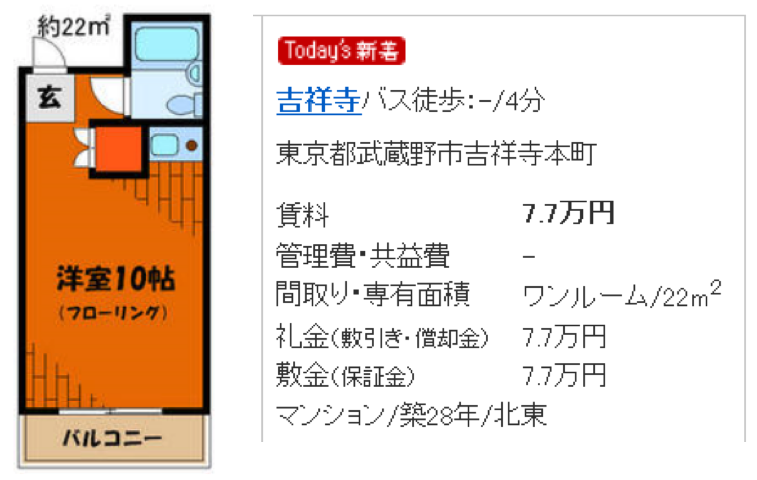 約22㎡
玄
洋室10帖
(フローリング)
バルコニー
Today's 新着
吉祥寺バス徒歩:-/4分
東京都武蔵野市吉祥寺本町
賃料 7.7万円
管理費・共益費 -
間取り・専有面積 ワンルーム/22m²
礼金(敷引き・償却金) 7.7万円
敷金(保証金) 7.7万円
マンション/築28年/北東